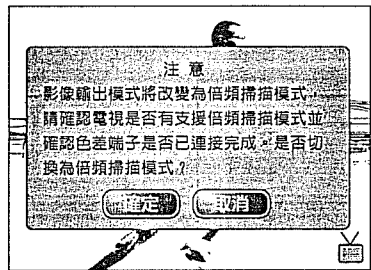 注 意
影像輸出模式將改變為倍頻掃描模式，
請確認電視是否有支援倍頻掃描模式並
確認色差端子是否已連接完成。是否切
換為倍頻掃描模式？
確定 取消